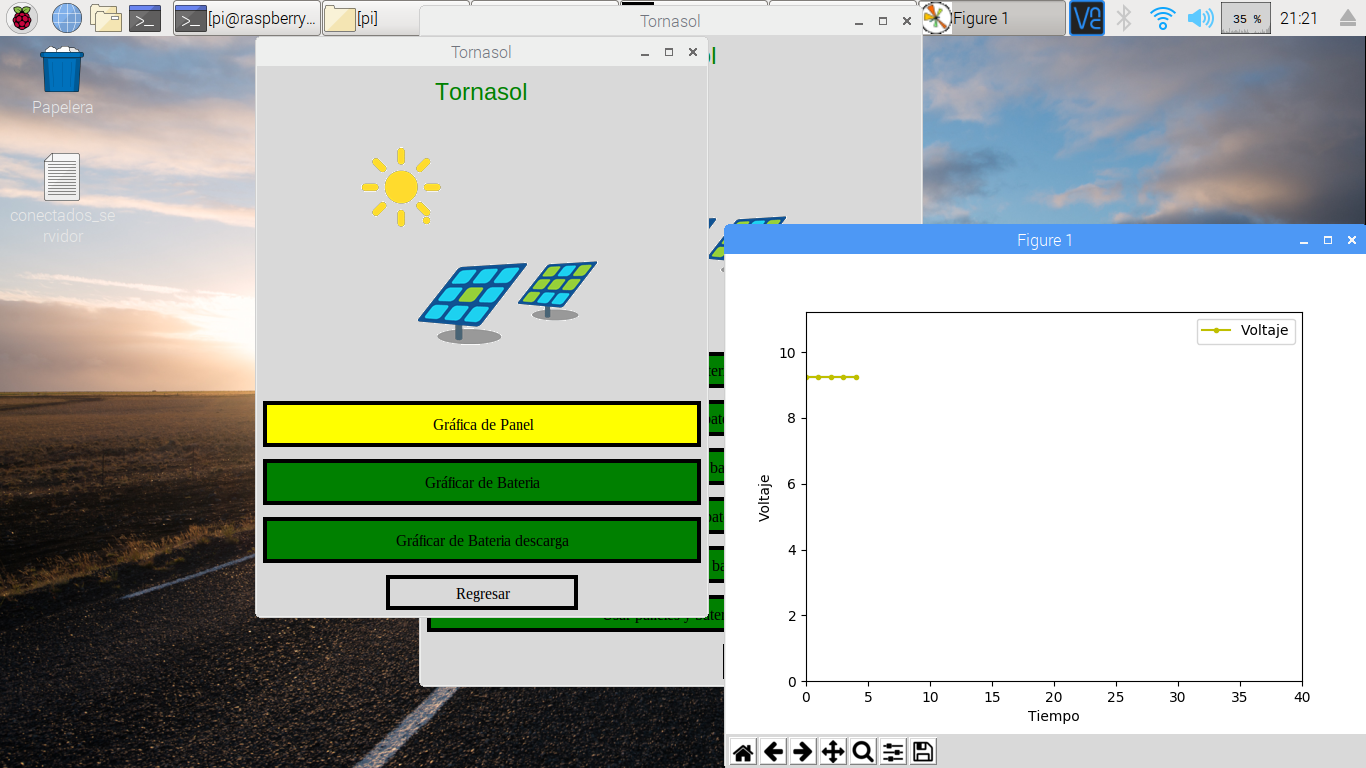 [pi@raspberry...
[pi]
Figure 1
35 %
21:21
Papelera
conectados_se
rvidor
Tornasol
Tornasol
Tornasol
Gráfica de Panel
Gráficar de Bateria
Gráficar de Bateria descarga
Regresar
Figure 1
Voltaje
10
8
6
4
2
0
Voltaje
0 5 10 15 20 25 30 35 40
Tiempo